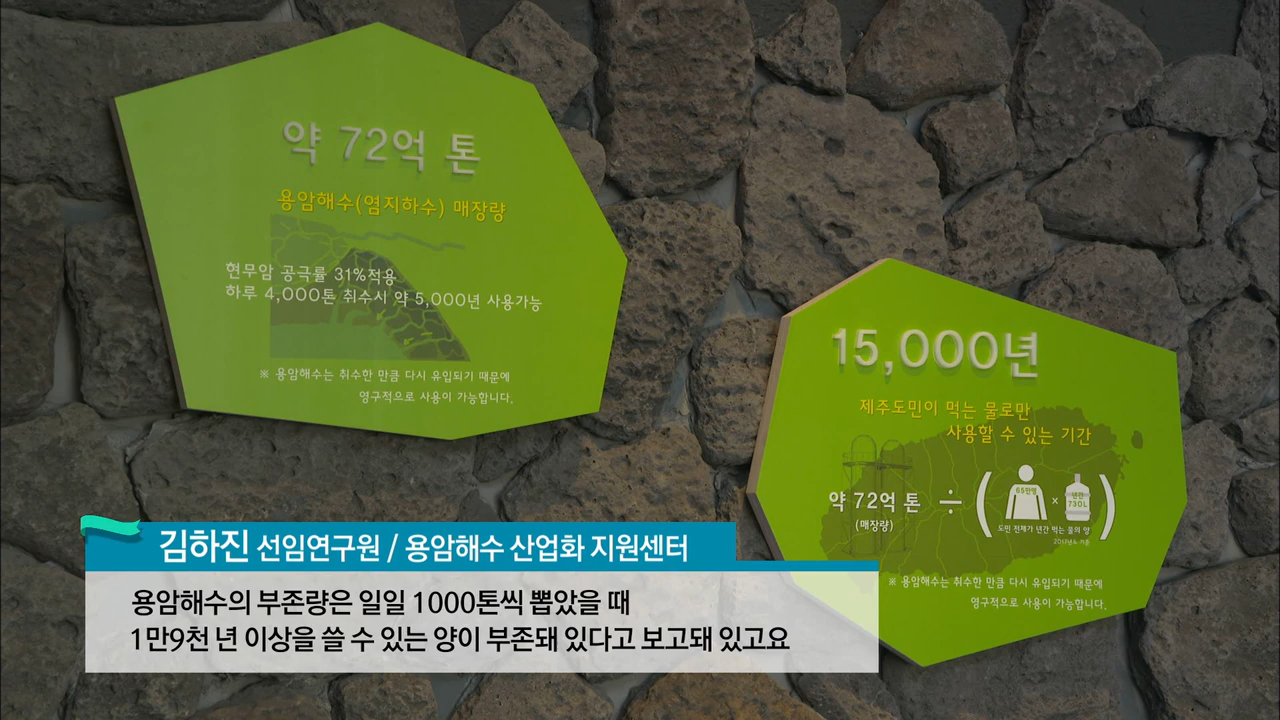 약 72억 톤
용암해수(염지하수) 매장량
현무암 공극률 31%적용
하루 4,000톤 취수시 약 5,000년 사용가능
※ 용암해수는 취수한 만큼 다시 유입되기 때문에
영구적으로 사용이 가능합니다.
15,000년
제주도민이 먹는 물로만
사용할 수 있는 기간
약 72억 톤 ÷ ( 65만명 × 년간 730L )
(매장량)
도민 전체가 년간 먹는 물의 양
※ 용암해수는 취수한 만큼 다시 유입되기 때문에
영구적으로 사용이 가능합니다.
김하진 선임연구원 / 용암해수 산업화 지원센터
용암해수의 부존량은 일일 1000톤씩 뽑았을 때
1만9천 년 이상을 쓸 수 있는 양이 부존돼 있다고 보고돼 있고요